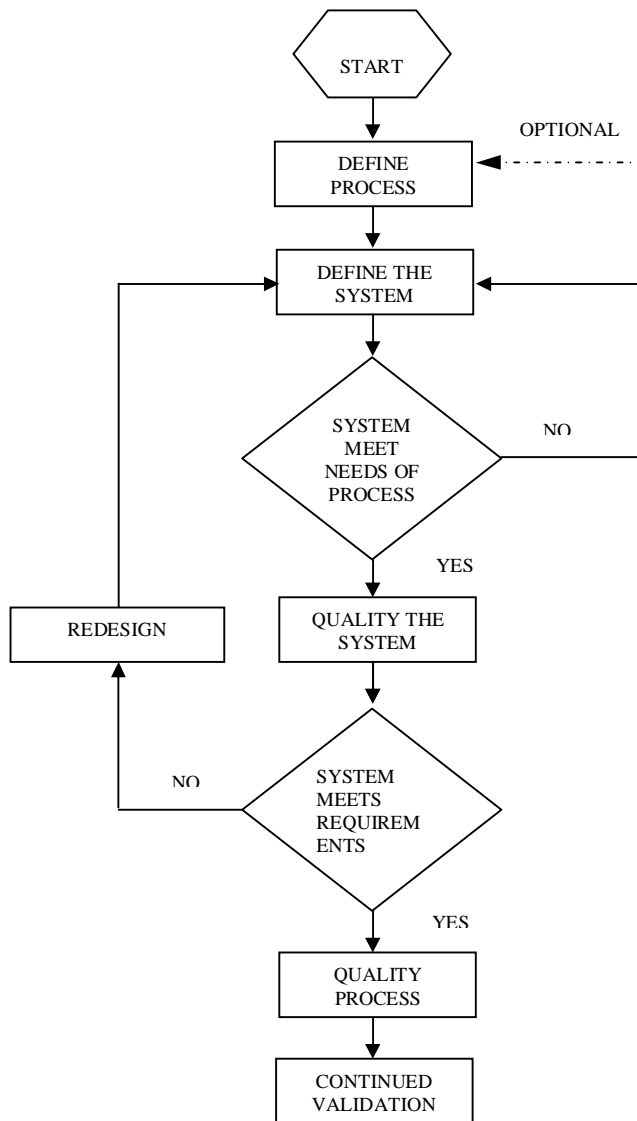 START
OPTIONAL
DEFINE
PROCESS
DEFINE THE
SYSTEM
SYSTEM
MEET
NEEDS OF
PROCESS
NO
YES
REDESIGN
QUALITY THE
SYSTEM
NO
SYSTEM
MEETS
REQUIREM
ENTS
YES
QUALITY
PROCESS
CONTINUED
VALIDATION